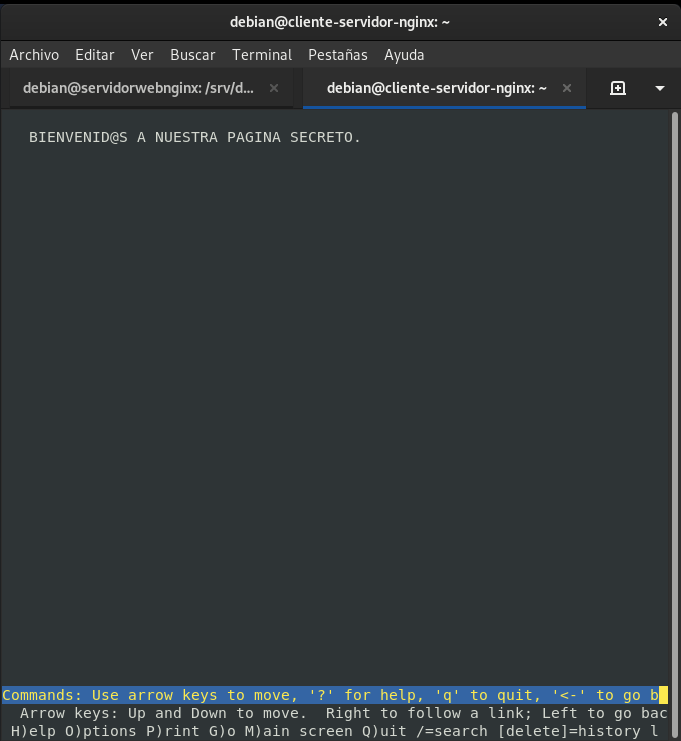 debian@cliente-servidor-nginx: ~
Archivo Editar Ver Buscar Terminal Pestañas Ayuda
debian@servidorwebnginx: /srv/d... debian@cliente-servidor-nginx: ~
BIENVENID@S A NUESTRA PAGINA SECRETO.
Commands: Use arrow keys to move, '?' for help, 'q' to quit, '<-' to go b
Arrow keys: Up and Down to move. Right to follow a link; Left to go bac
H)elp O)ptions P)rint G)o M)ain screen Q)uit /=search [delete]=history l